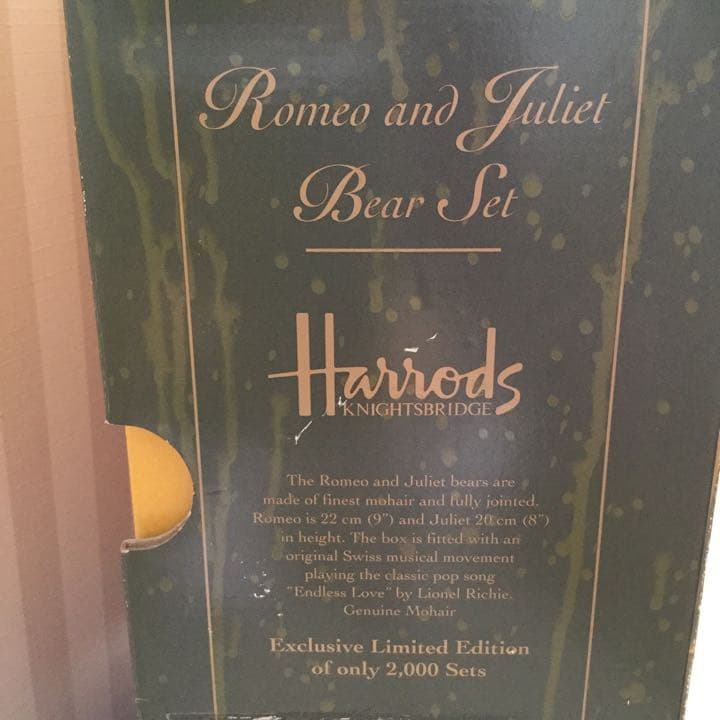 Romeo and Juliet
Bear Set
Harrods
KNIGHTSBRIDGE
The Romeo and Juliet bears are
made of finest mohair and fully jointed.
Romeo is 22 cm (9") and Juliet 20 cm (8")
in height. The box is fitted with an
original Swiss musical movement
playing the classic pop song
"Endless Love" by Lionel Richie.
Genuine Mohair
Exclusive Limited Edition
of only 2,000 Sets